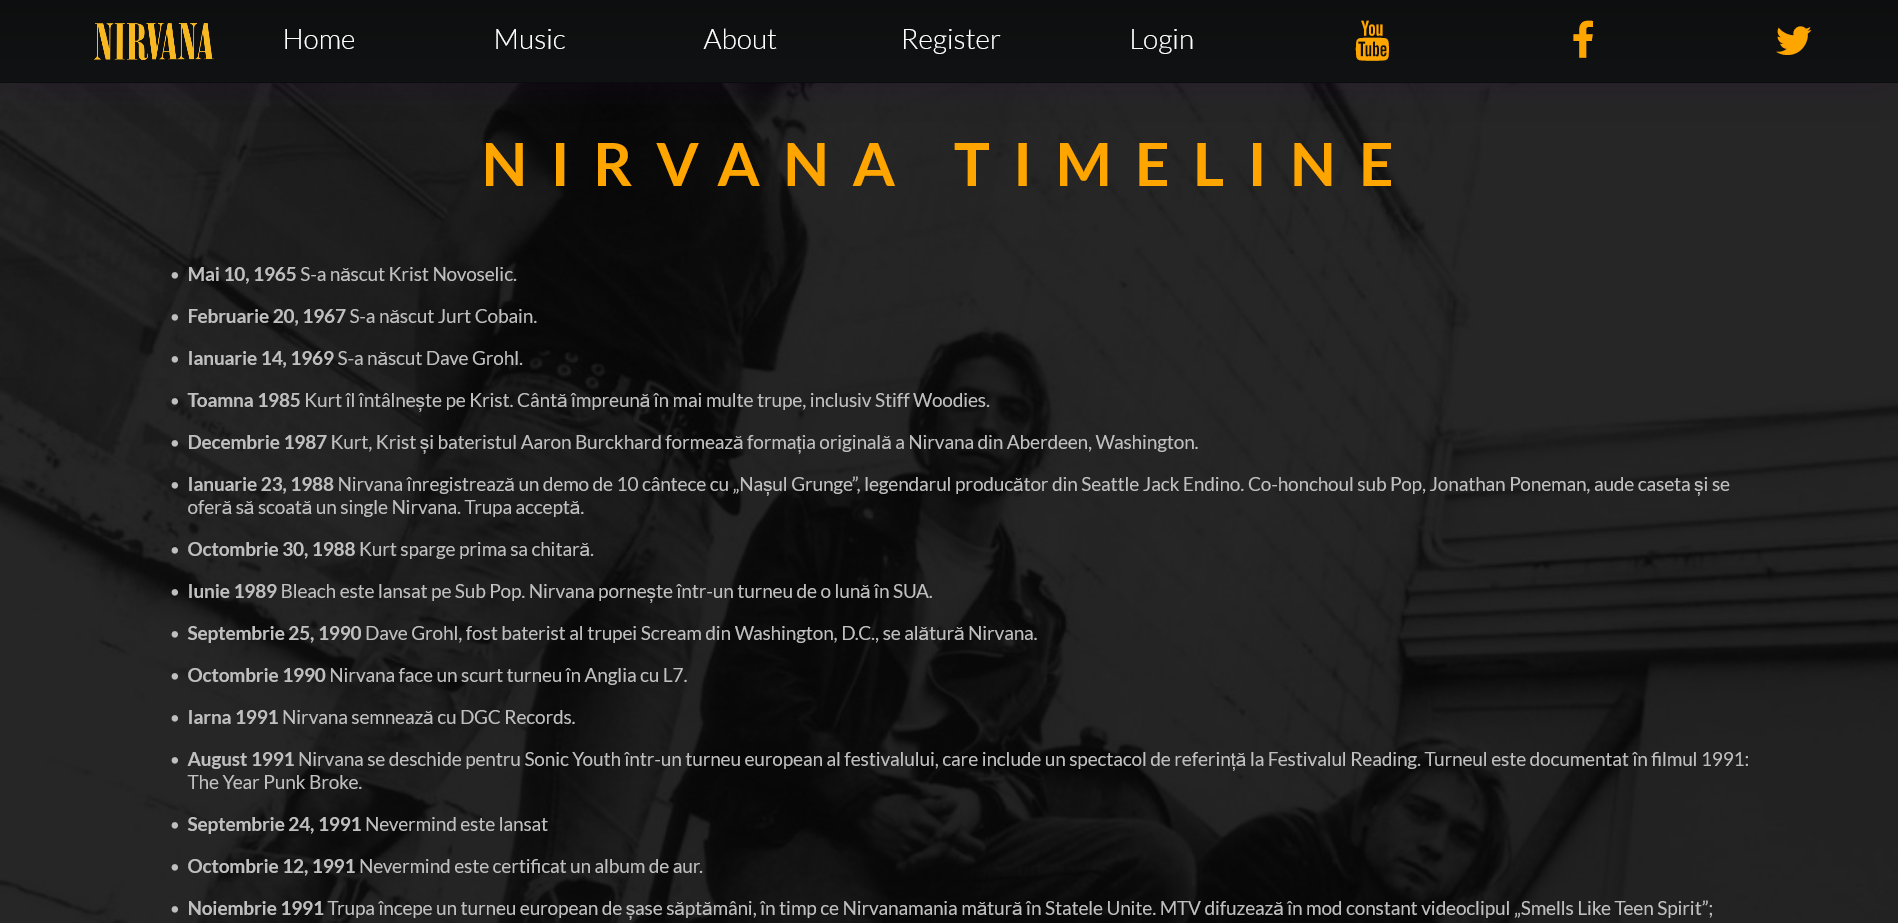 NIRVANA Home Music About Register Login You Tube
NIRVANA TIMELINE
• Mai 10, 1965 S-a născut Krist Novoselic.
• Februarie 20, 1967 S-a născut Jurt Cobain.
• Ianuarie 14, 1969 S-a născut Dave Grohl.
• Toamna 1985 Kurt îl întâlnește pe Krist. Cântă împreună în mai multe trupe, inclusiv Stiff Woodies.
• Decembrie 1987 Kurt, Krist și bateristul Aaron Burckhard formează formația originală a Nirvana din Aberdeen, Washington.
• Ianuarie 23, 1988 Nirvana înregistrează un demo de 10 cântece cu „Nașul Grunge”, legendarul producător din Seattle Jack Endino. Co-honchoul sub Pop, Jonathan Poneman, aude caseta și se
oferă să scoată un single Nirvana. Trupa acceptă.
• Octombrie 30, 1988 Kurt sparge prima sa chitară.
• Iunie 1989 Bleach este lansat pe Sub Pop. Nirvana pornește într-un turneu de o lună în SUA.
• Septembrie 25, 1990 Dave Grohl, fost baterist al trupei Scream din Washington, D.C., se alătură Nirvana.
• Octombrie 1990 Nirvana face un scurt turneu în Anglia cu L7.
• Iarna 1991 Nirvana semnează cu DGC Records.
• August 1991 Nirvana se deschide pentru Sonic Youth într-un turneu european al festivalului, care include un spectacol de referință la Festivalul Reading. Turneul este documentat în filmul 1991:
The Year Punk Broke.
• Septembrie 24, 1991 Nevermind este lansat
• Octombrie 12, 1991 Nevermind este certificat un album de aur.
• Noiembrie 1991 Trupa începe un turneu european de șase săptămâni, în timp ce Nirvanamania mătură în Statele Unite. MTV difuzează în mod constant videoclipul „Smells Like Teen Spirit”;